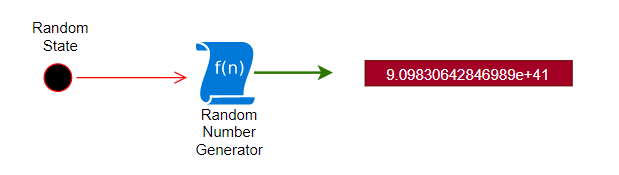 Random
State
f(n)
Random
Number
Generator
9.09830642846989e+41